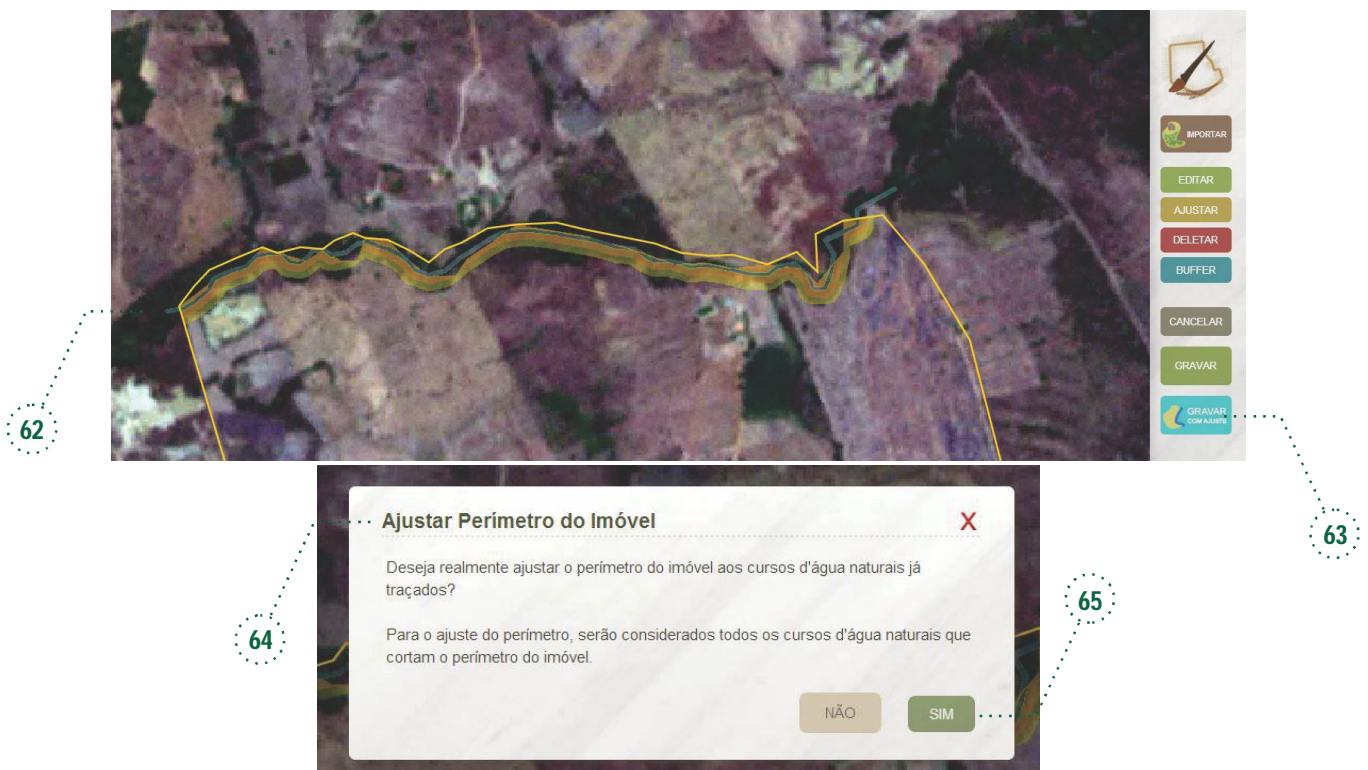 IMPORTAR
EDITAR
AJUSTAR
DELETAR
BUFFER
CANCELAR
GRAVAR
GRAVAR
COM AJUSTE
62
63
Ajustar Perímetro do Imóvel
X
Deseja realmente ajustar o perímetro do imóvel aos cursos d'água naturais já
traçados?
Para o ajuste do perímetro, serão considerados todos os cursos d'água naturais que
cortam o perímetro do imóvel.
NÃO
SIM
64
65